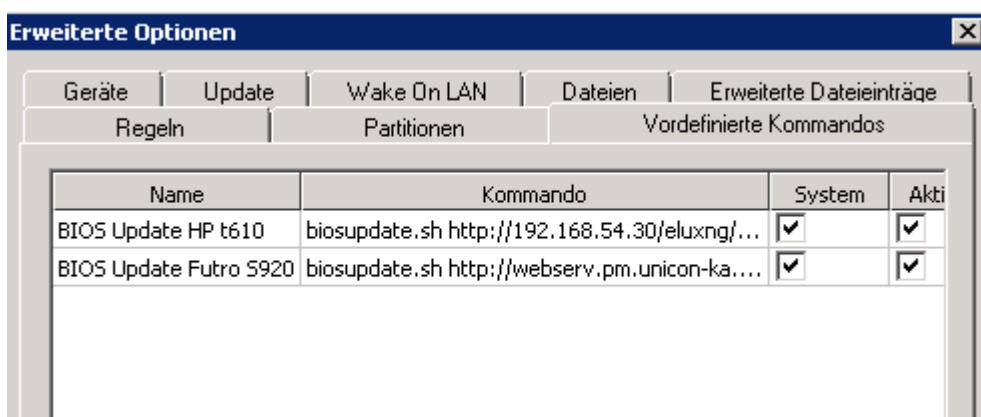 Erweiterte Optionen
Geräte Update Wake On LAN Dateien Erweiterte Dateieinträge
Regeln Partitionen Vordefinierte Kommandos
Name Kommando System Akti
BIOS Update HP t610 biosupdate.sh http://192.168.54.30/eluxng/...
BIOS Update Futro S920 biosupdate.sh http://webserv.pm.unicon-ka....